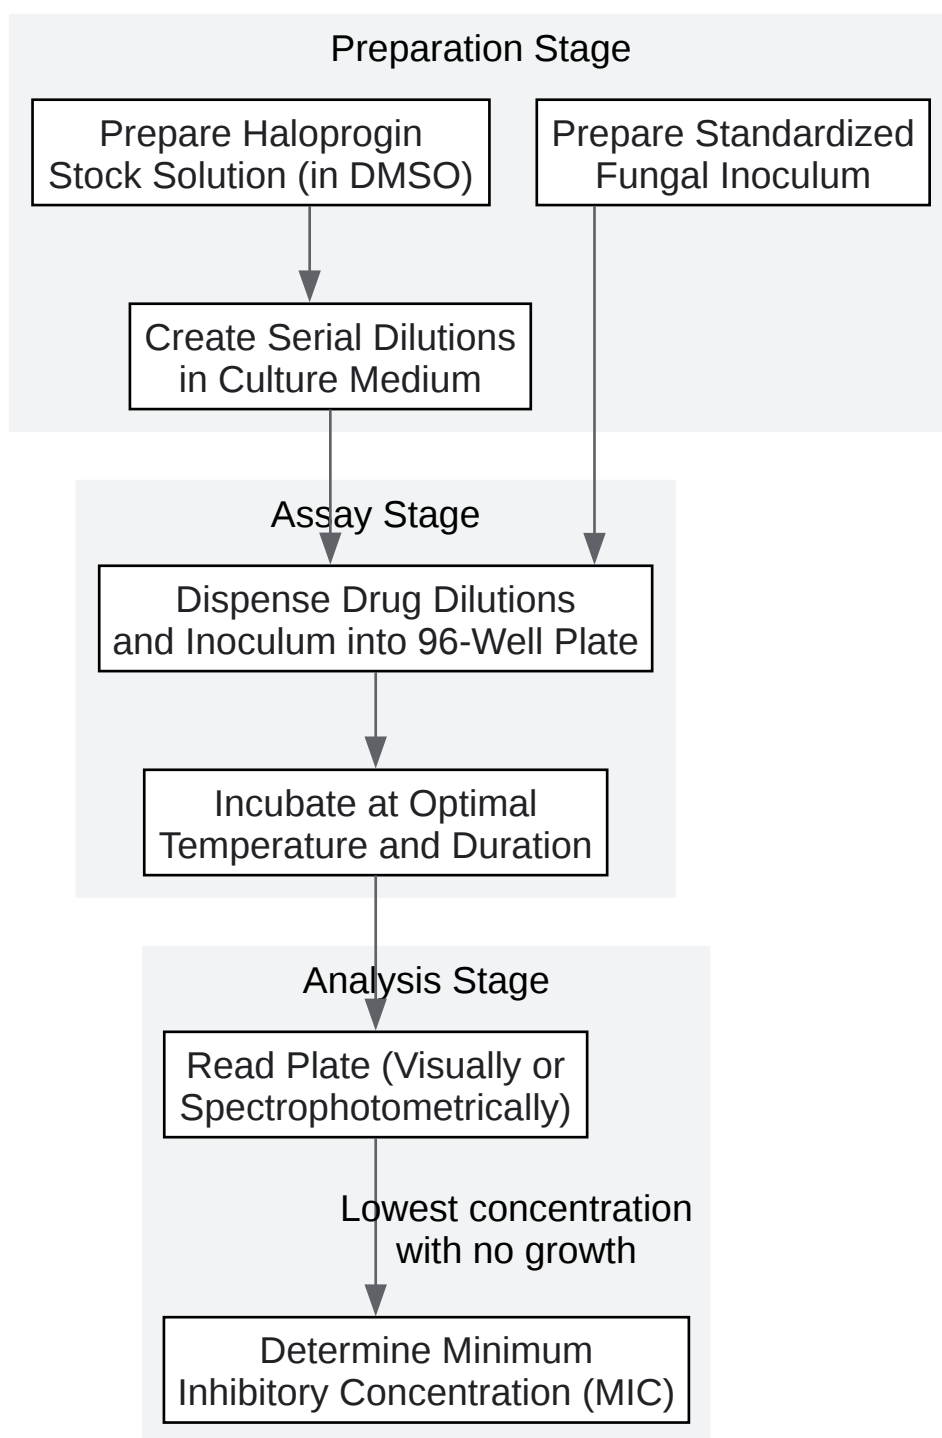 Preparation Stage
Prepare Haloprogin
Stock Solution (in DMSO)
Prepare Standardized
Fungal Inoculum
Create Serial Dilutions
in Culture Medium
Assay Stage
Dispense Drug Dilutions
and Inoculum into 96-Well Plate
Incubate at Optimal
Temperature and Duration
Analysis Stage
Read Plate (Visually or
Spectrophotometrically)
Lowest concentration
with no growth
Determine Minimum
Inhibitory Concentration (MIC)